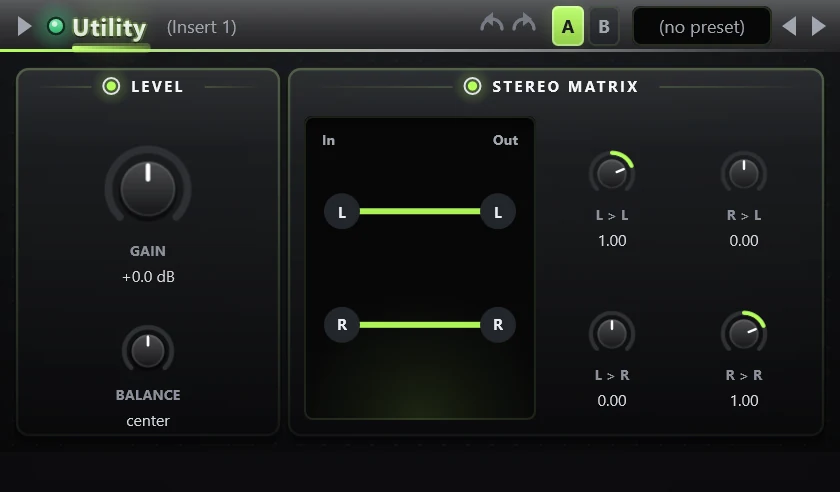 Utility (Insert 1) A B (no preset)
LEVEL
GAIN
+0.0 dB
BALANCE
center
STEREO MATRIX
In Out
L L
R R
L > L R > L
1.00 0.00
L > R R > R
0.00 1.00